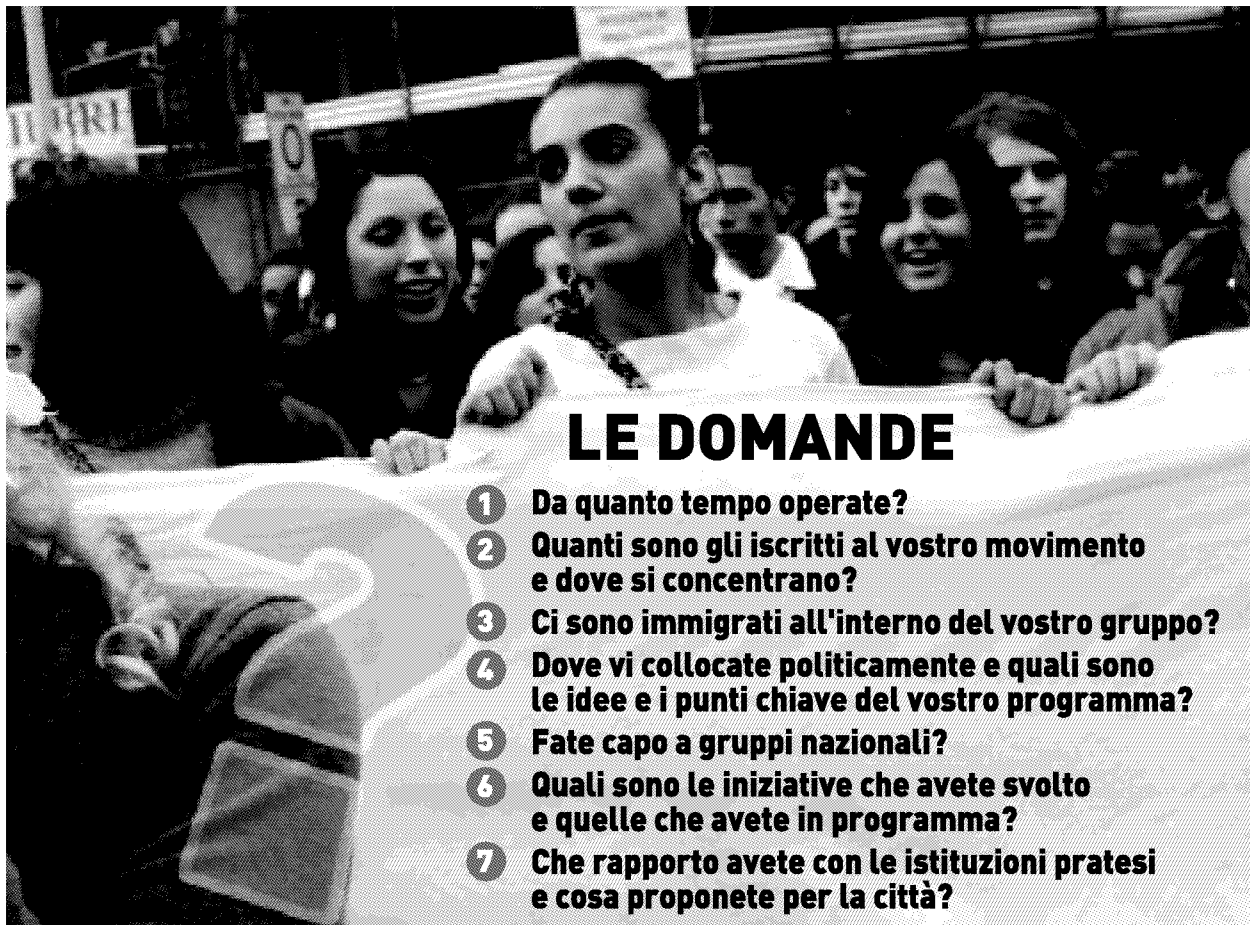 LE DOMANDE
1 Da quanto tempo operate?
2 Quanti sono gli iscritti al vostro movimento
e dove si concentrano?
3 Ci sono immigrati all'interno del vostro gruppo?
4 Dove vi collocate politicamente e quali sono
le idee e i punti chiave del vostro programma?
5 Fate capo a gruppi nazionali?
6 Quali sono le iniziative che avete svolto
e quelle che avete in programma?
7 Che rapporto avete con le istituzioni pratesi
e cosa proponete per la città?